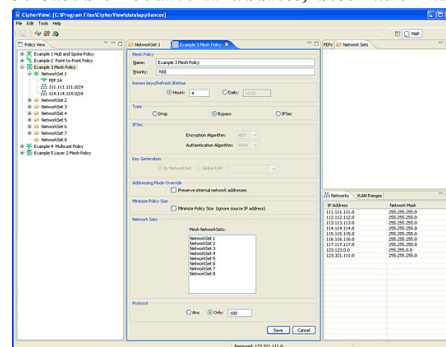 CipherView: [C:\Program Files\CipherView\data\appliances]
File Edit Tools Help
MAP
Policy View
Example 1 Hub and Spoke Policy
Example 2 Point to Point Policy
Example 3 Mesh Policy
NetworkSet 1
PEP 16
111.111.111.0/24
114.114.114.0/24
NetworkSet 2
NetworkSet 3
NetworkSet 4
NetworkSet 5
NetworkSet 6
NetworkSet 7
NetworkSet 8
Example 4 Multicast Policy
Example 5 Layer 2 Mesh Policy
NetworkSet 1
Example 3 Mesh Policy
Mesh Policy
Name: Example 3 Mesh Policy
Priority: 700
Renew keys/Refresh lifetime
Hours: 4
Daily:
Type
Drop
Bypass
IPSec
IPSec
Encryption Algorithm: AES
Authentication Algorithm:
Key Generation
By NetworkSet
Global KAP:
Addressing Mode Override
Preserve internal network addresses
Minimize Policy Size
Minimize Policy Size (ignore source IP address)
Network Sets
Mesh NetworkSets:
NetworkSet 1
NetworkSet 2
NetworkSet 3
NetworkSet 4
NetworkSet 5
NetworkSet 6
NetworkSet 7
NetworkSet 8
Protocol
Any
Only: 100
Save
Cancel
PEPs
Network Sets
Networks
VLAN Ranges
IP Address Network Mask
111.111.111.0 255.255.255.0
112.112.112.0 255.255.255.0
113.113.113.0 255.255.255.0
114.114.114.0 255.255.255.0
115.115.115.0 255.255.255.0
116.116.116.0 255.255.255.0
117.117.117.0 255.255.255.0
123.123.0.0 255.255.0.0
123.321.111.0 255.255.255.0
Removed: 123.321.111.0